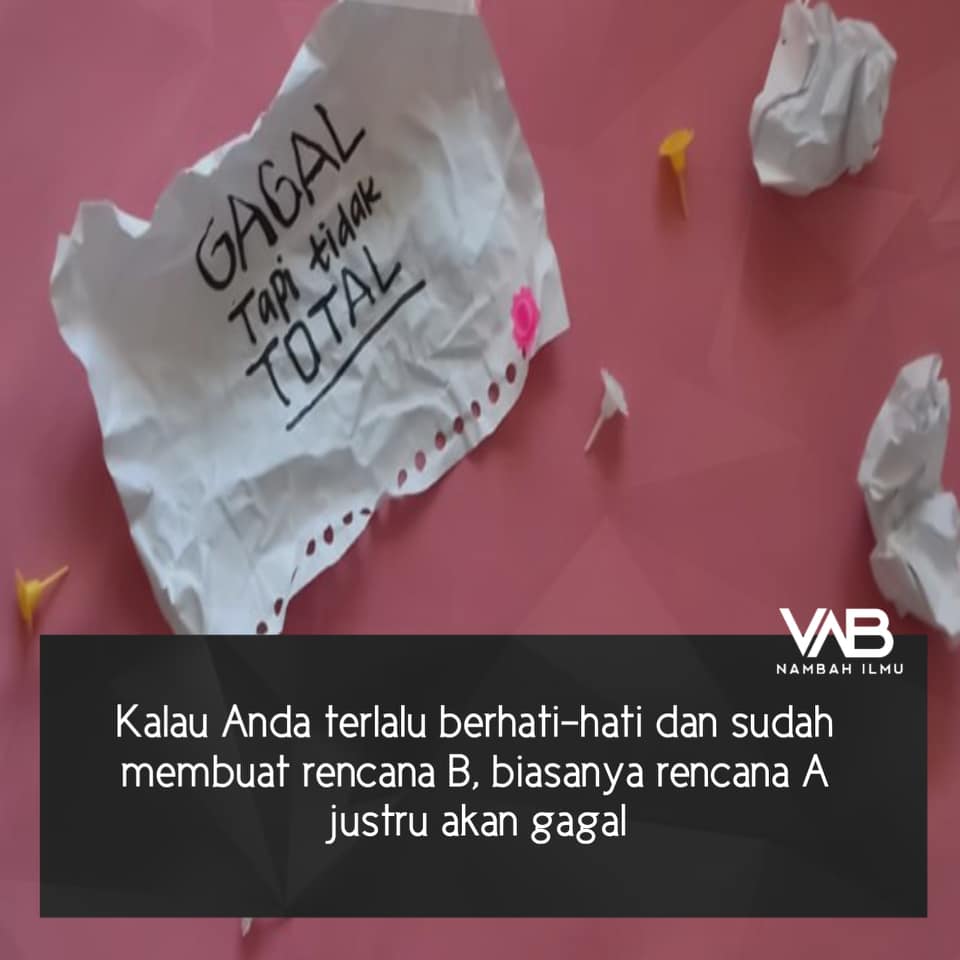 GAGAL
Tapi tidak
TOTAL
VAB
NAMBAH ILMU
Kalau Anda terlalu berhati-hati dan sudah
membuat rencana B, biasanya rencana A
justru akan gagal